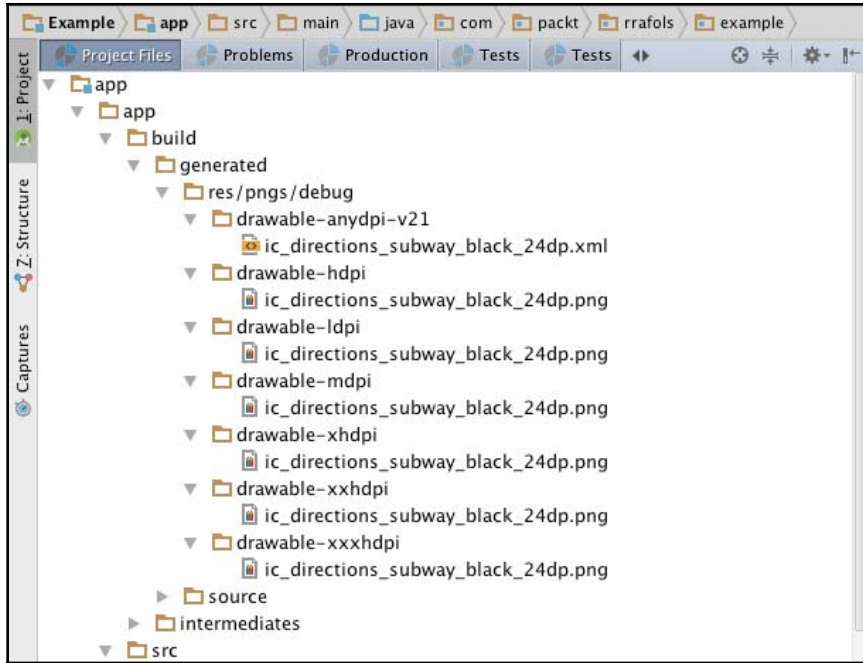 Example app src main java com packt rrafols example
Project Files Problems Production Tests Tests
1: Project
7: Structure
Captures
app
app
build
generated
res/pngs/debug
drawable-anydpi-v21
ic_directions_subway_black_24dp.xml
drawable-hdpi
ic_directions_subway_black_24dp.png
drawable-ldpi
ic_directions_subway_black_24dp.png
drawable-mdpi
ic_directions_subway_black_24dp.png
drawable-xhdpi
ic_directions_subway_black_24dp.png
drawable-xxhdpi
ic_directions_subway_black_24dp.png
drawable-xxxhdpi
ic_directions_subway_black_24dp.png
source
intermediates
src